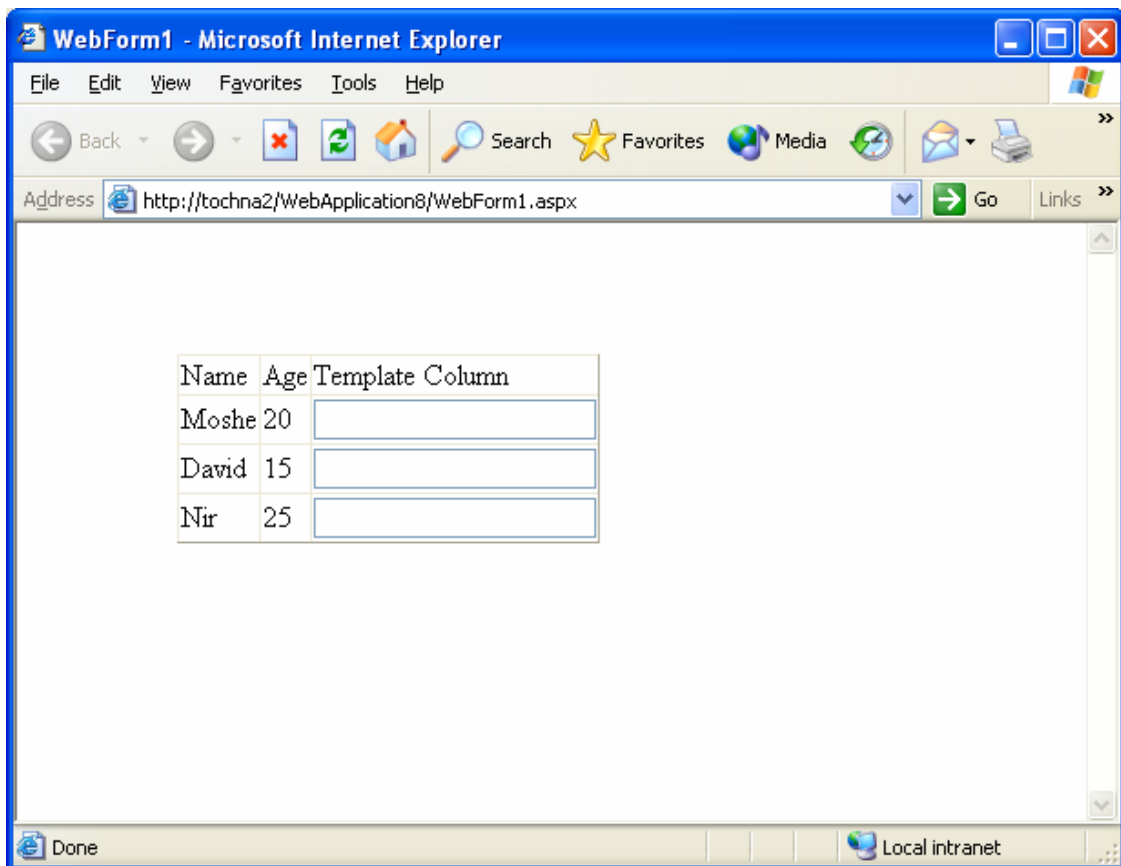 WebForm1 - Microsoft Internet Explorer
File Edit View Favorites Tools Help
Back Search Favorites Media »
Address http://tochna2/WebApplication8/WebForm1.aspx Go Links »
Name Age Template Column
Moshe 20
David 15
Nir 25
Done Local intranet